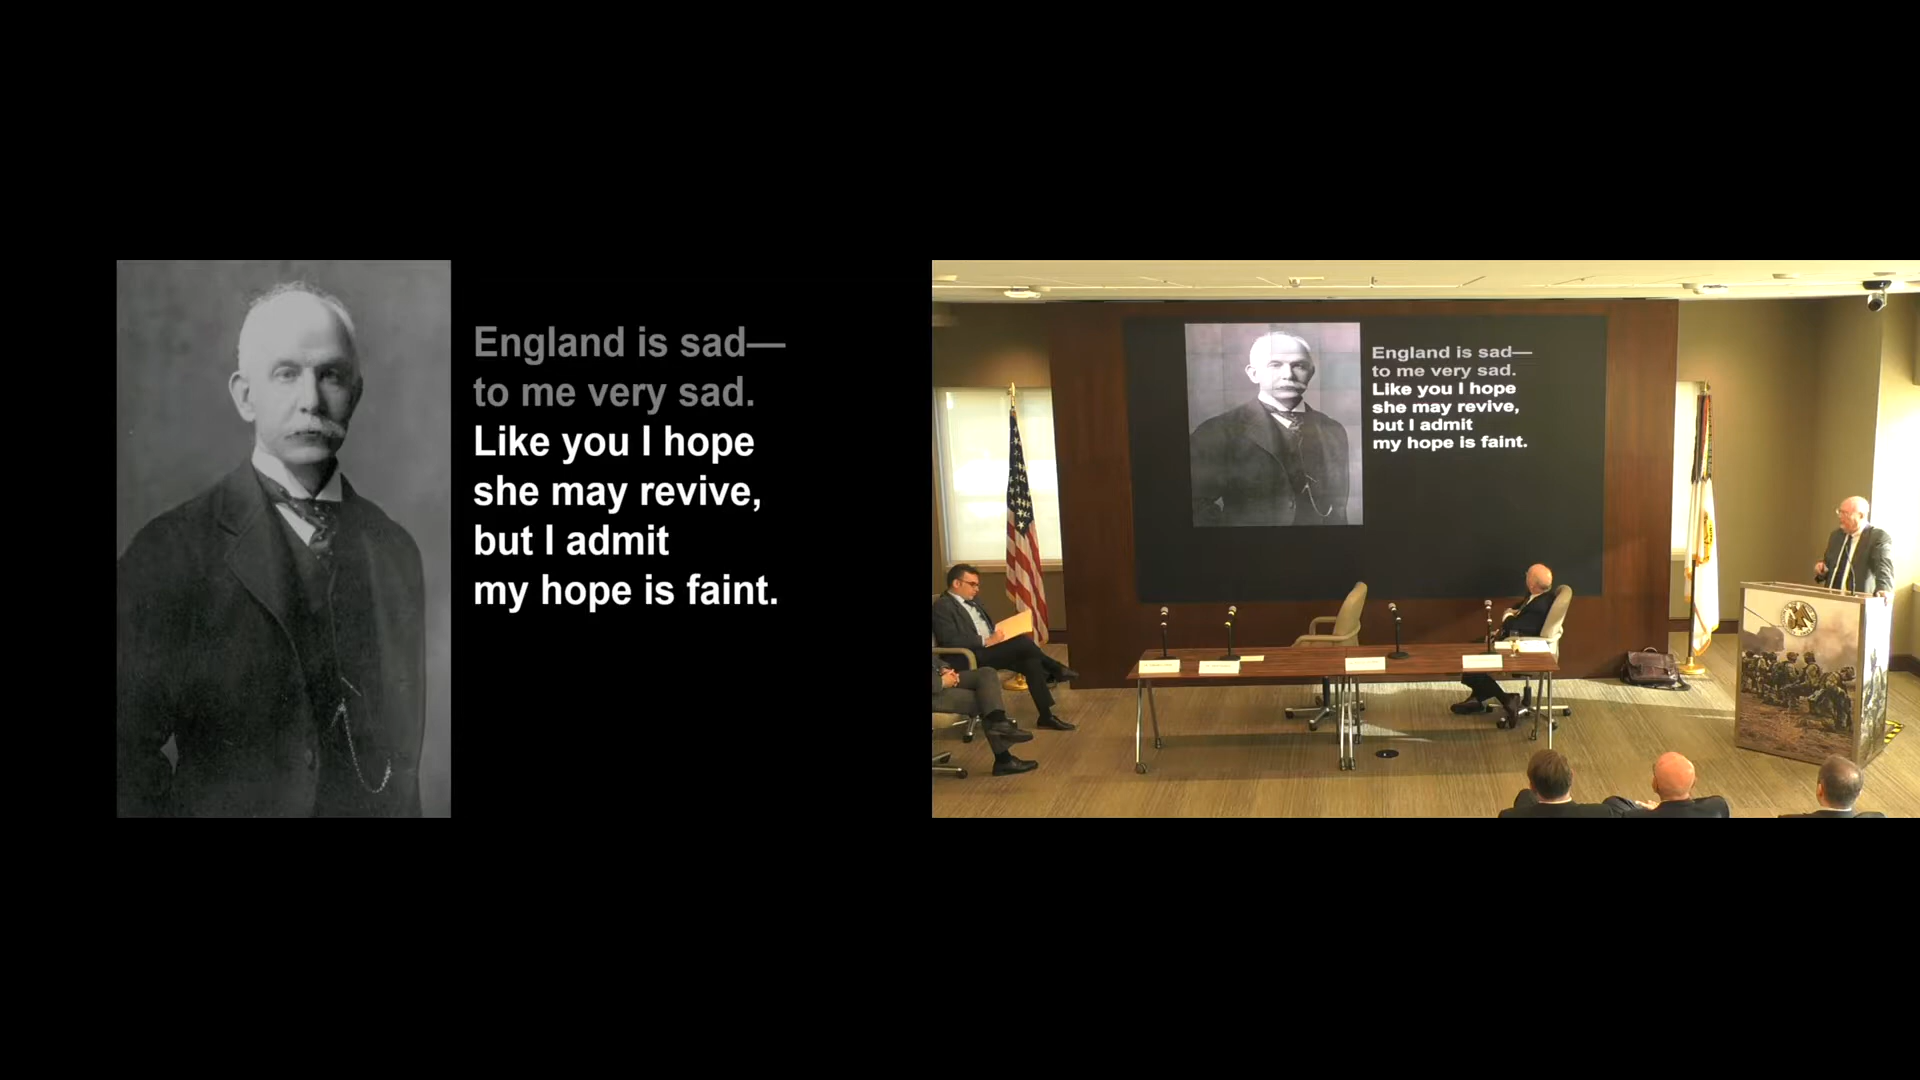 England is sad—
to me very sad.
Like you I hope
she may revive,
but I admit
my hope is faint.
England is sad—
to me very sad.
Like you I hope
she may revive,
but I admit
my hope is faint.